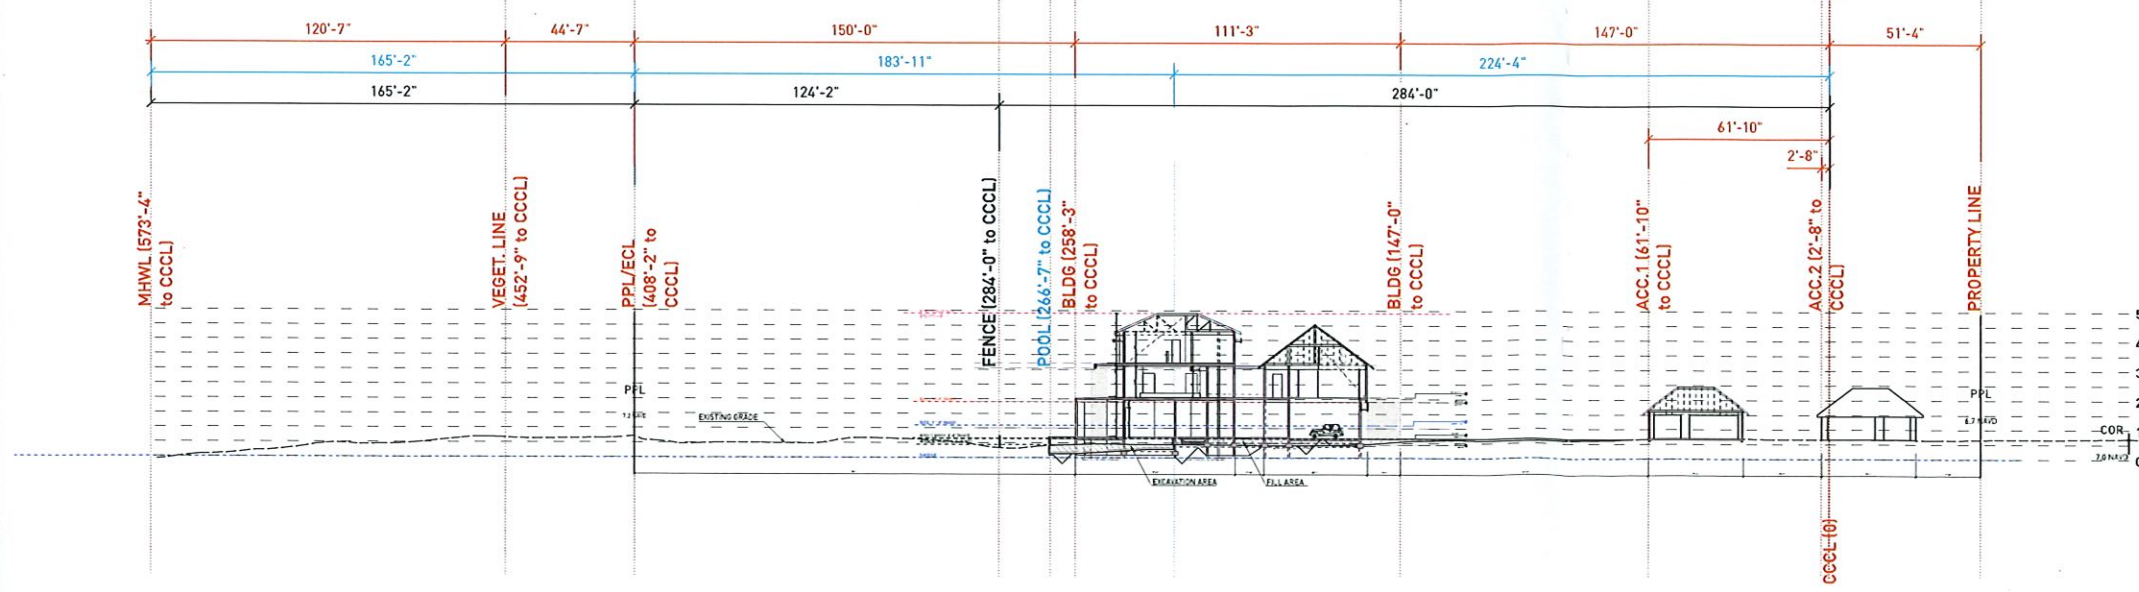 120'-7"
44'-7"
150'-0"
111'-3"
147'-0"
51'-4"
165'-2"
183'-11"
224'-4"
165'-2"
124'-2"
284'-0"
61'-10"
2'-8"
MHWL (573'-4"
to CCCL)
VEGET. LINE
(452'-9" to CCCL)
PPL/ECL
(408'-2" to
CCCL)
FENCE (284'-0" to CCCL)
POOL (266'-7" to CCCL)
BLDG (258'-3"
to CCCL)
BLDG (147'-0"
to CCCL)
ACC.1 (61'-10"
to CCCL)
ACC.2 (2'-8" to
CCCL)
PROPERTY LINE
PPL
EXISTING GRADE
PPL
COR
EXCAVATION AREA
FILL AREA
CCCL (0)